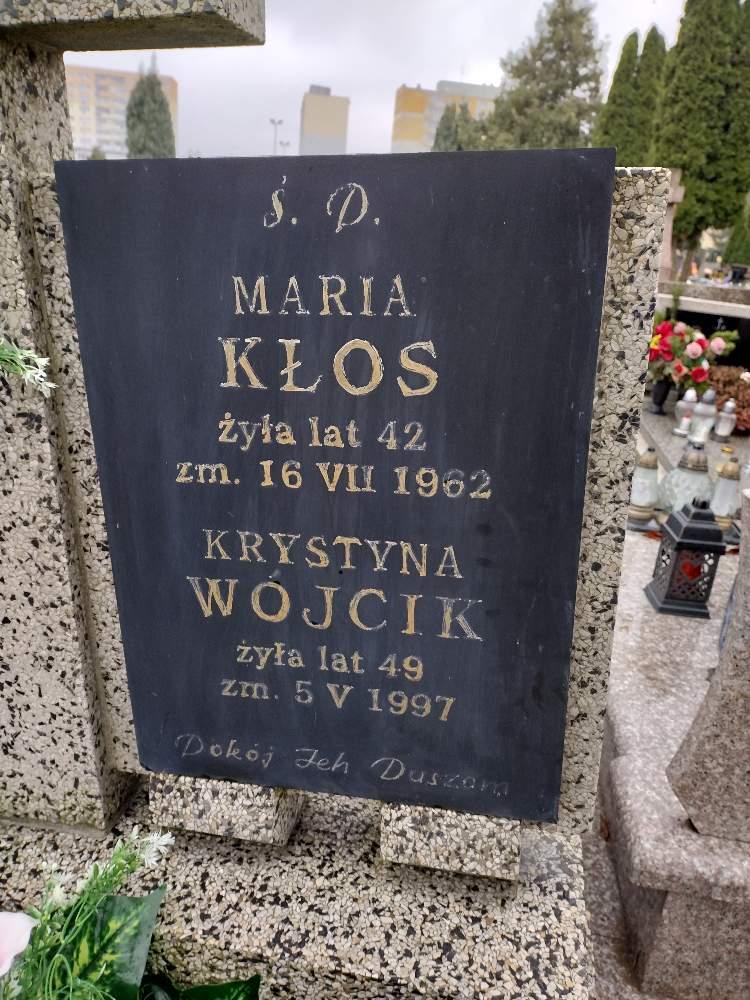 Ś. P.
MARIA
KŁOS
żyła lat 42
zm. 16 VII 1962
KRYSTYNA
WÓJCIK
żyła lat 49
zm. 5 V 1997
Pokój Ich Duszom